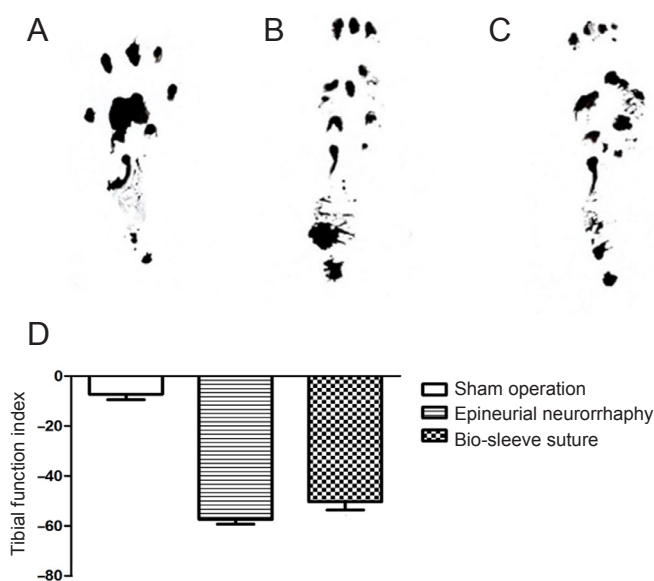 A
B
C
D
Tibial function index
0
–20
–40
–60
–80
Sham operation
Epineurial neurorrhaphy
Bio-sleeve suture